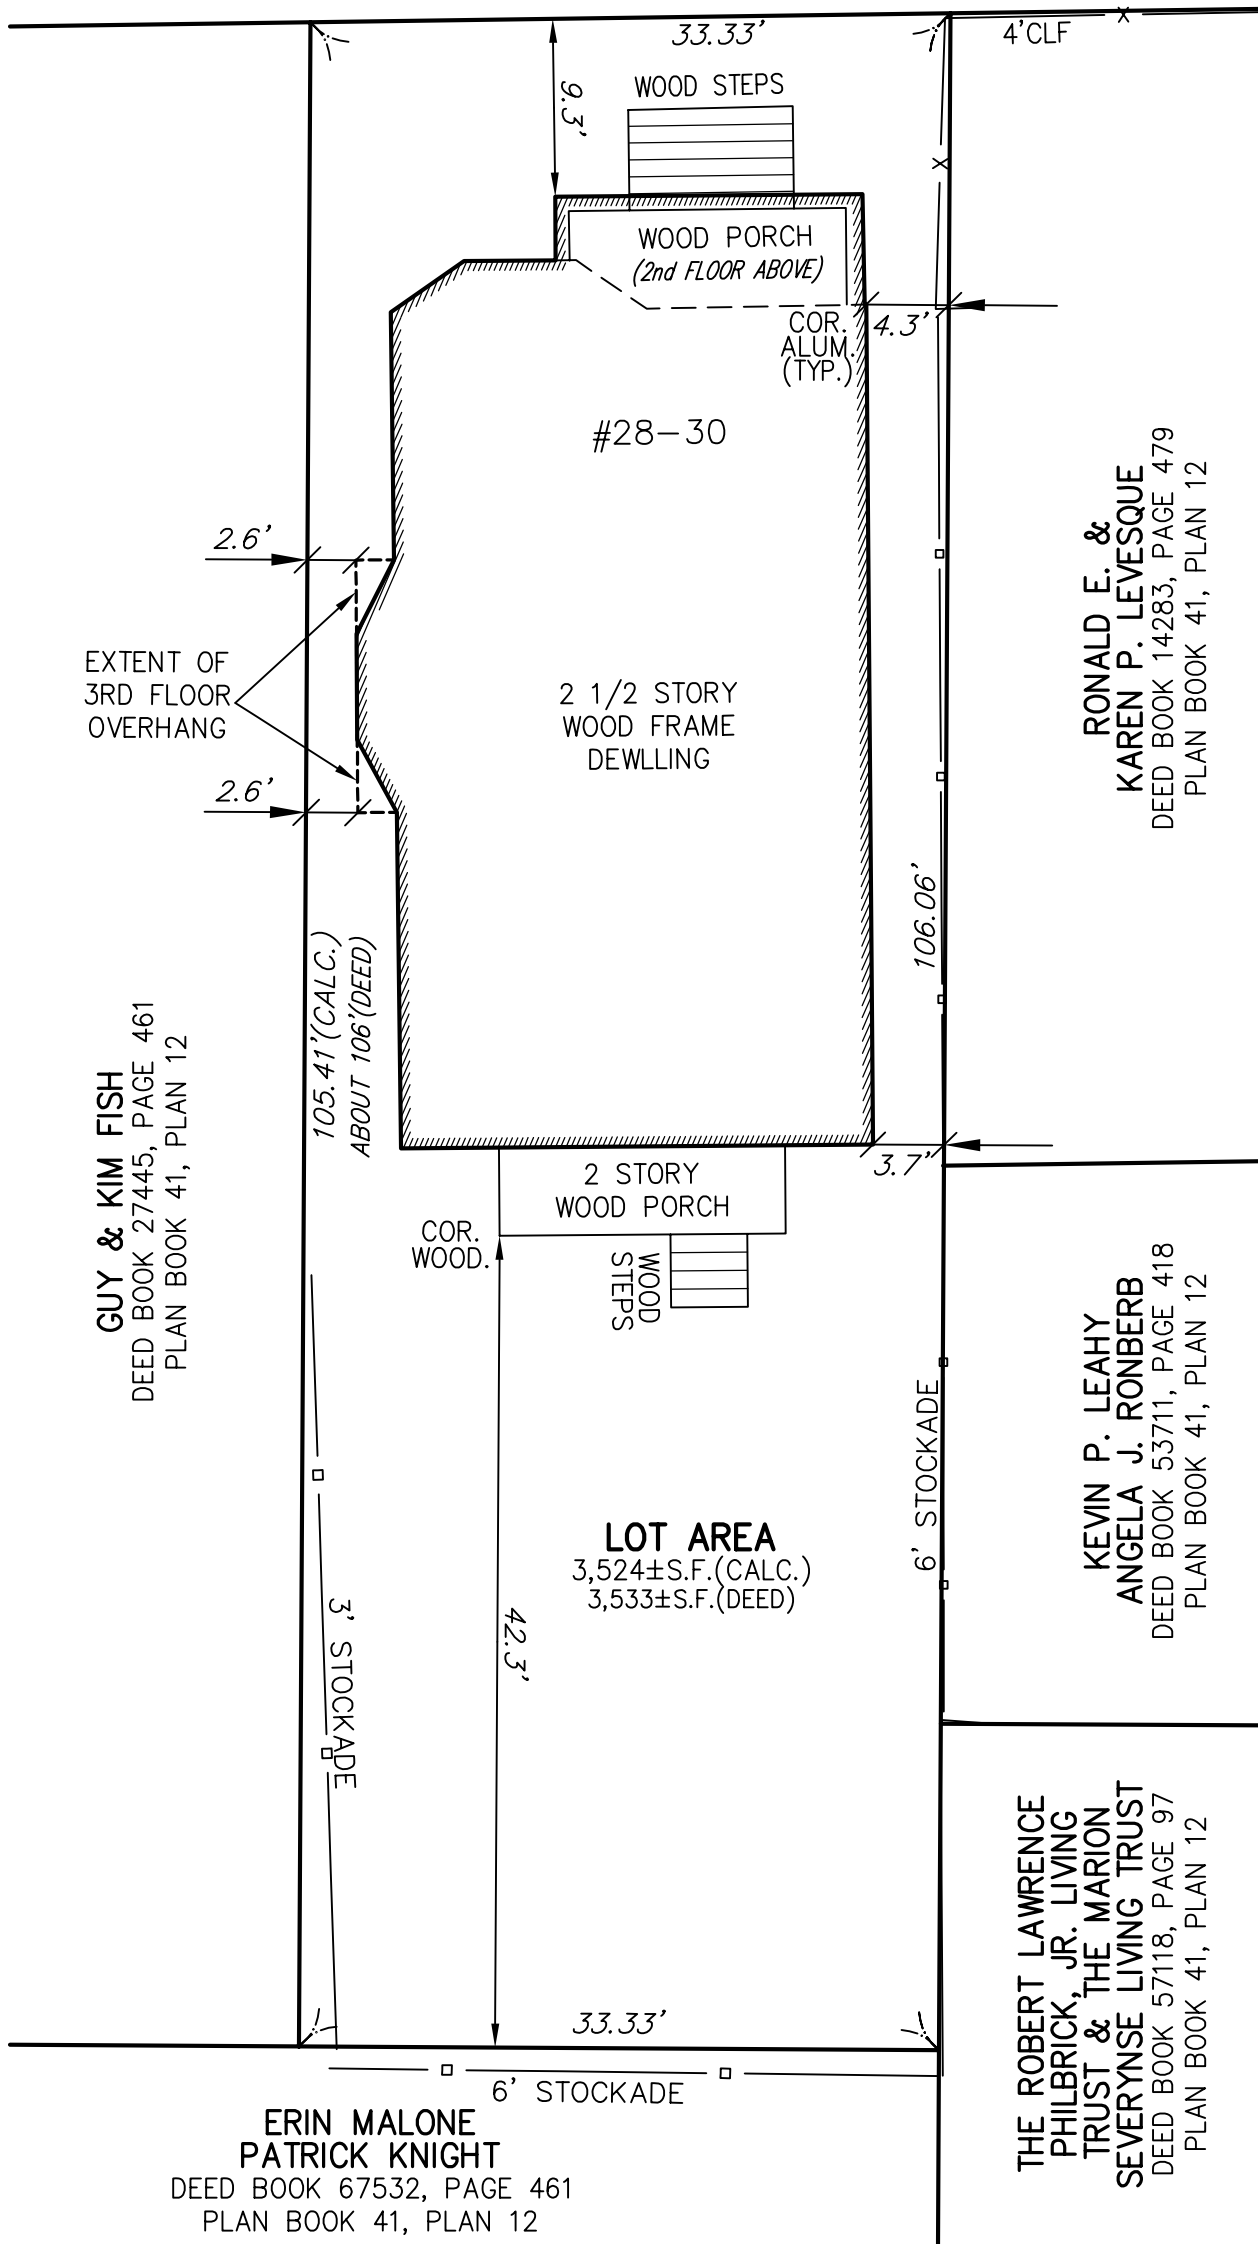 33.33'
4'CLF
9.3'
WOOD STEPS
WOOD PORCH
(2nd FLOOR ABOVE)
COR.
ALUM.
(TYP.)
4.3'
#28-30
2.6'
EXTENT OF
3RD FLOOR
OVERHANG
2.6'
2 1/2 STORY
WOOD FRAME
DEWLLING
RONALD E. &
KAREN P. LEVESQUE
DEED BOOK 14283, PAGE 479
PLAN BOOK 41, PLAN 12
106.06'
105.41'(CALC.)
ABOUT 106'(DEED)
GUY & KIM FISH
DEED BOOK 27445, PAGE 461
PLAN BOOK 41, PLAN 12
3.7'
2 STORY
WOOD PORCH
COR.
WOOD.
WOOD
STEPS
KEVIN P. LEAHY
ANGELA J. RONBERB
DEED BOOK 53711, PAGE 418
PLAN BOOK 41, PLAN 12
6' STOCKADE
LOT AREA
3,524±S.F.(CALC.)
3,533±S.F.(DEED)
42.3'
3' STOCKADE
THE ROBERT LAWRENCE
PHILBRICK, JR. LIVING
TRUST & THE MARION
SEVERYNSE LIVING TRUST
DEED BOOK 57118, PAGE 97
PLAN BOOK 41, PLAN 12
33.33'
6' STOCKADE
ERIN MALONE
PATRICK KNIGHT
DEED BOOK 67532, PAGE 461
PLAN BOOK 41, PLAN 12